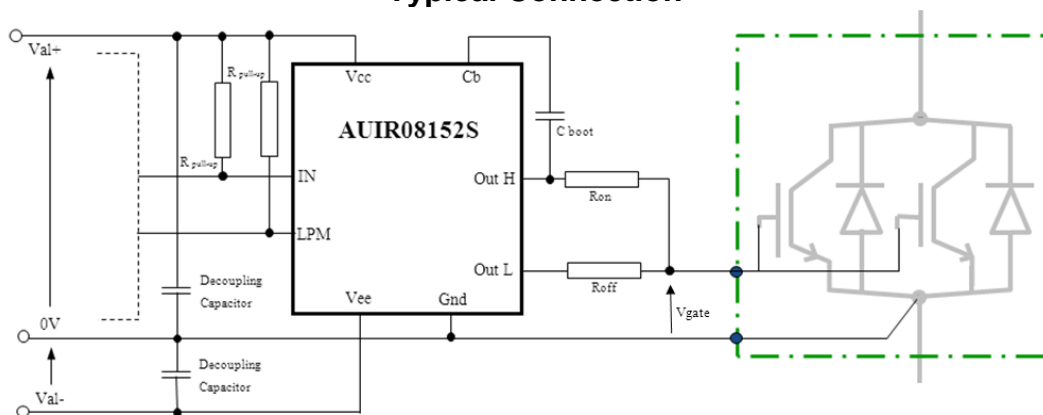 Typical Connection
Val+
R pull-up
R pull-up
Vcc
Cb
AUIR08152S
C boot
IN
Out H
Ron
LPM
Out L
Roff
Decoupling
Capacitor
Vee
Gnd
Vgate
0V
Decoupling
Capacitor
Val-